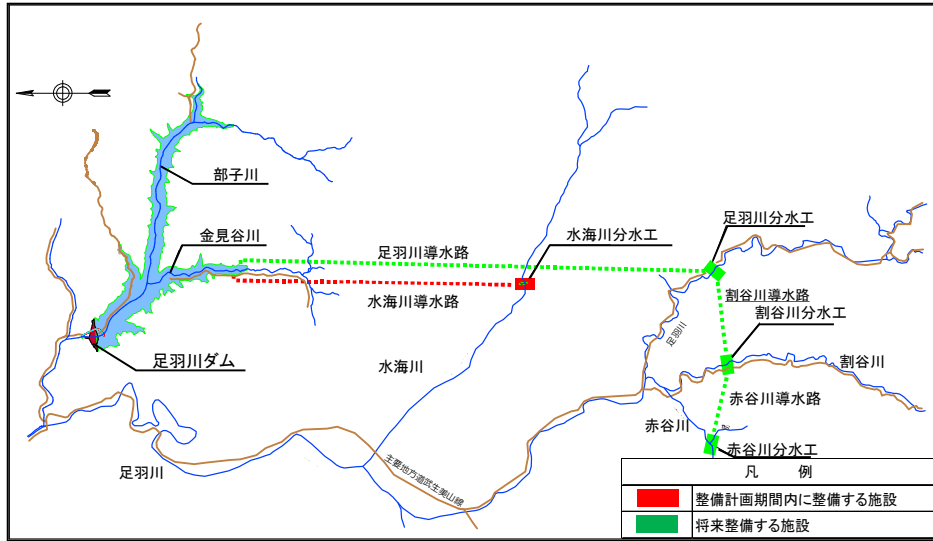 部子川
金見谷川
足羽川導水路
水海川分水工
足羽川分水工
水海川導水路
割谷川導水路
割谷川分水工
足羽川
足羽川ダム
水海川
割谷川
赤谷川導水路
赤谷川
赤谷川分水工
足羽川
主要地方道武生美山線
凡 例
整備計画期間内に整備する施設
将来整備する施設